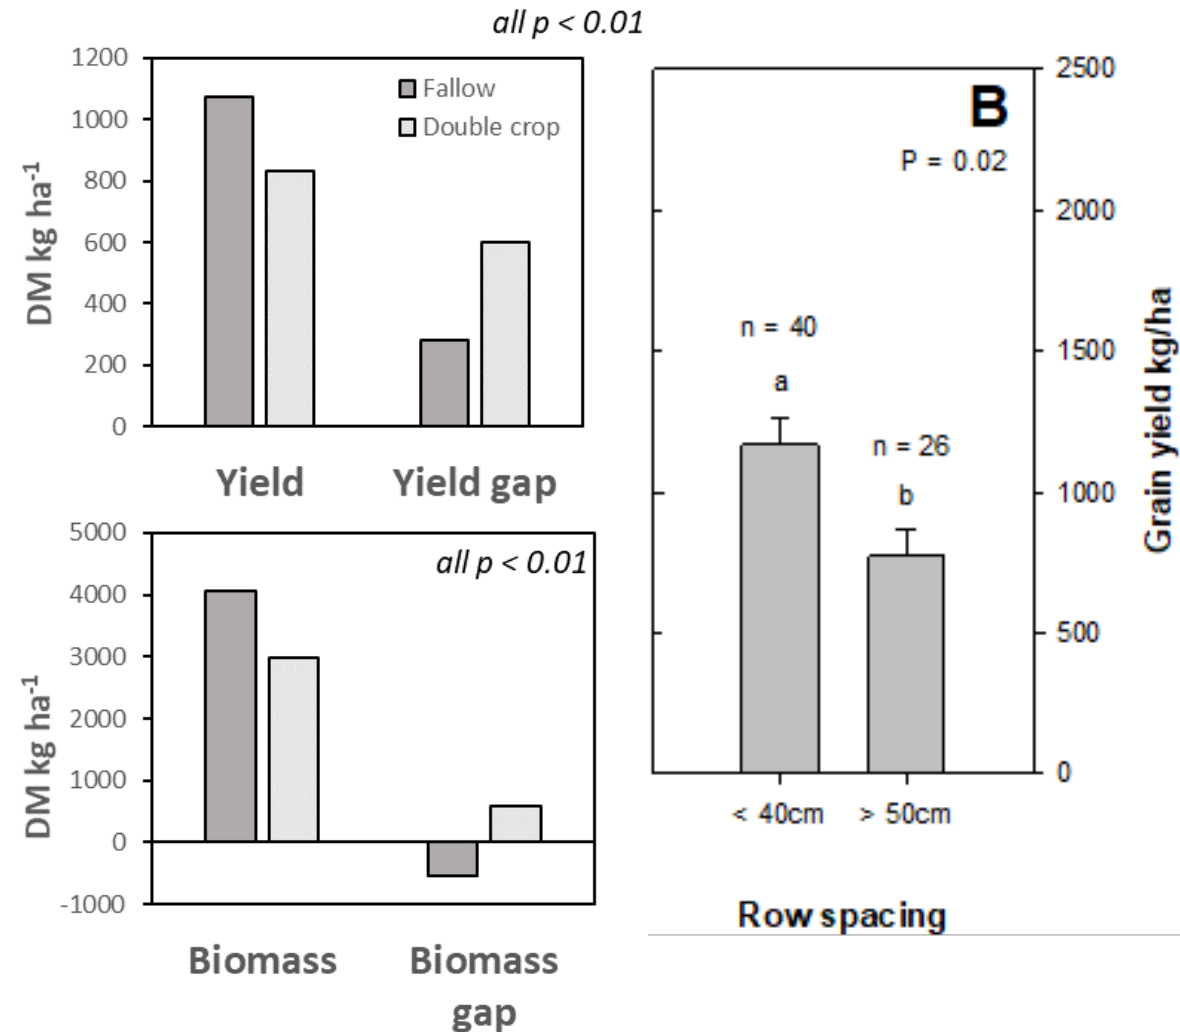 all p < 0.01
1200
1000
800
600
400
200
0
DM kg ha-1
Fallow
Double crop
Yield
Yield gap
5000
4000
3000
2000
1000
0
-1000
DM kg ha-1
all p < 0.01
Biomass
Biomass
gap
B
P = 0.02
n = 40
a
n = 26
b
2500
2000
1500
1000
500
0
Grain yield kg/ha
< 40cm
> 50cm
Row spacing